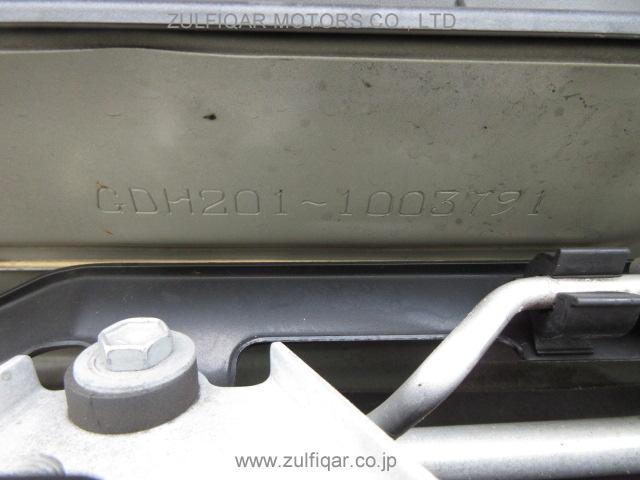 ZULFIQAR MOTORS CO., LTD
GDH201~1003791
www.zulfiqar.co.jp